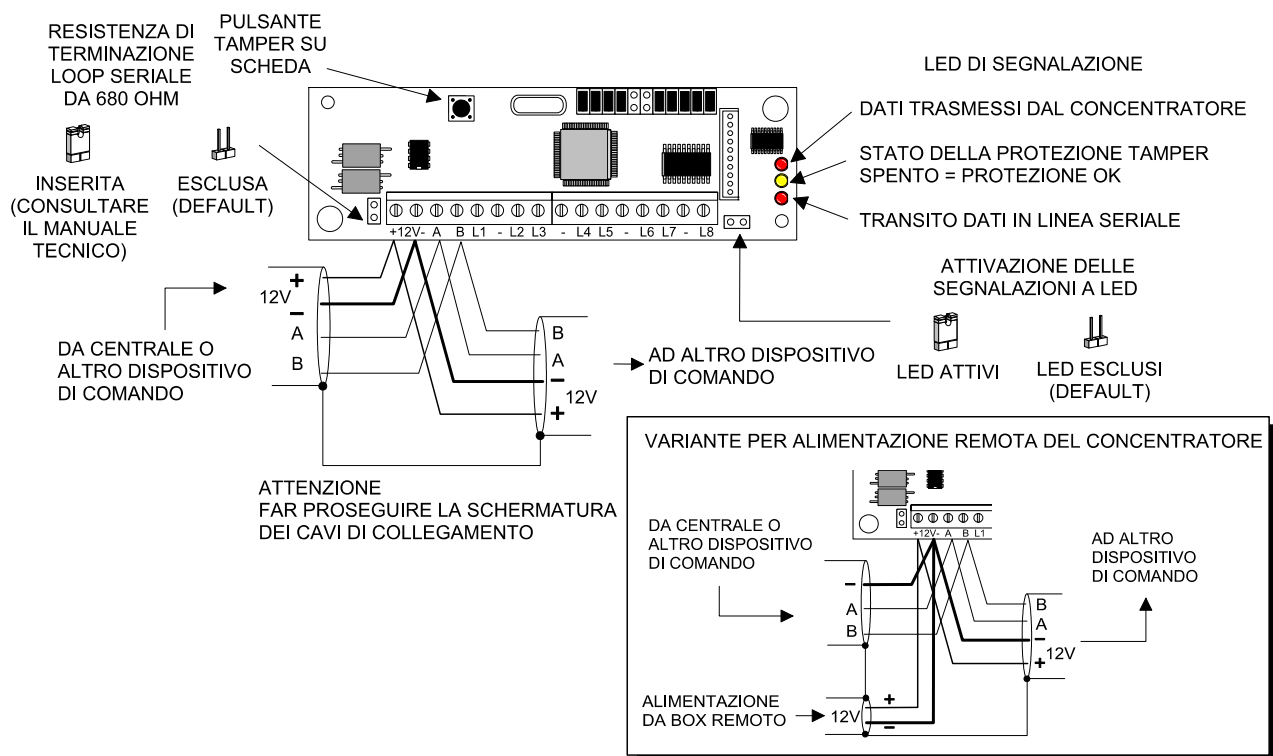 RESISTENZA DI
TERMINAZIONE
LOOP SERIALE
DA 680 OHM
PULSANTE
TAMPER SU
SCHEDA
INSERITA
(CONSULTARE
IL MANUALE
TECNICO)
ESCLUSA
(DEFAULT)
LED DI SEGNALAZIONE
DATI TRASMESSI DAL CONCENTRATORE
STATO DELLA PROTEZIONE TAMPER
SPENTO = PROTEZIONE OK
TRANSITO DATI IN LINEA SERIALE
+12V- A B L1 - L2 L3 - L4 L5 - L6 L7 - L8
ATTIVAZIONE DELLE
SEGNALAZIONI A LED
LED ATTIVI
LED ESCLUSI
(DEFAULT)
+
12V
-
A
B
DA CENTRALE O
ALTRO DISPOSITIVO
DI COMANDO
B
A
-
12V
+
AD ALTRO DISPOSITIVO
DI COMANDO
ATTENZIONE
FAR PROSEGUIRE LA SCHERMATURA
DEI CAVI DI COLLEGAMENTO
VARIANTE PER ALIMENTAZIONE REMOTA DEL CONCENTRATORE
+12V- A B L1
DA CENTRALE O
ALTRO DISPOSITIVO
DI COMANDO
-
A
B
B
A
-
12V
+
AD ALTRO
DISPOSITIVO
DI COMANDO
ALIMENTAZIONE
DA BOX REMOTO
+
12V
-